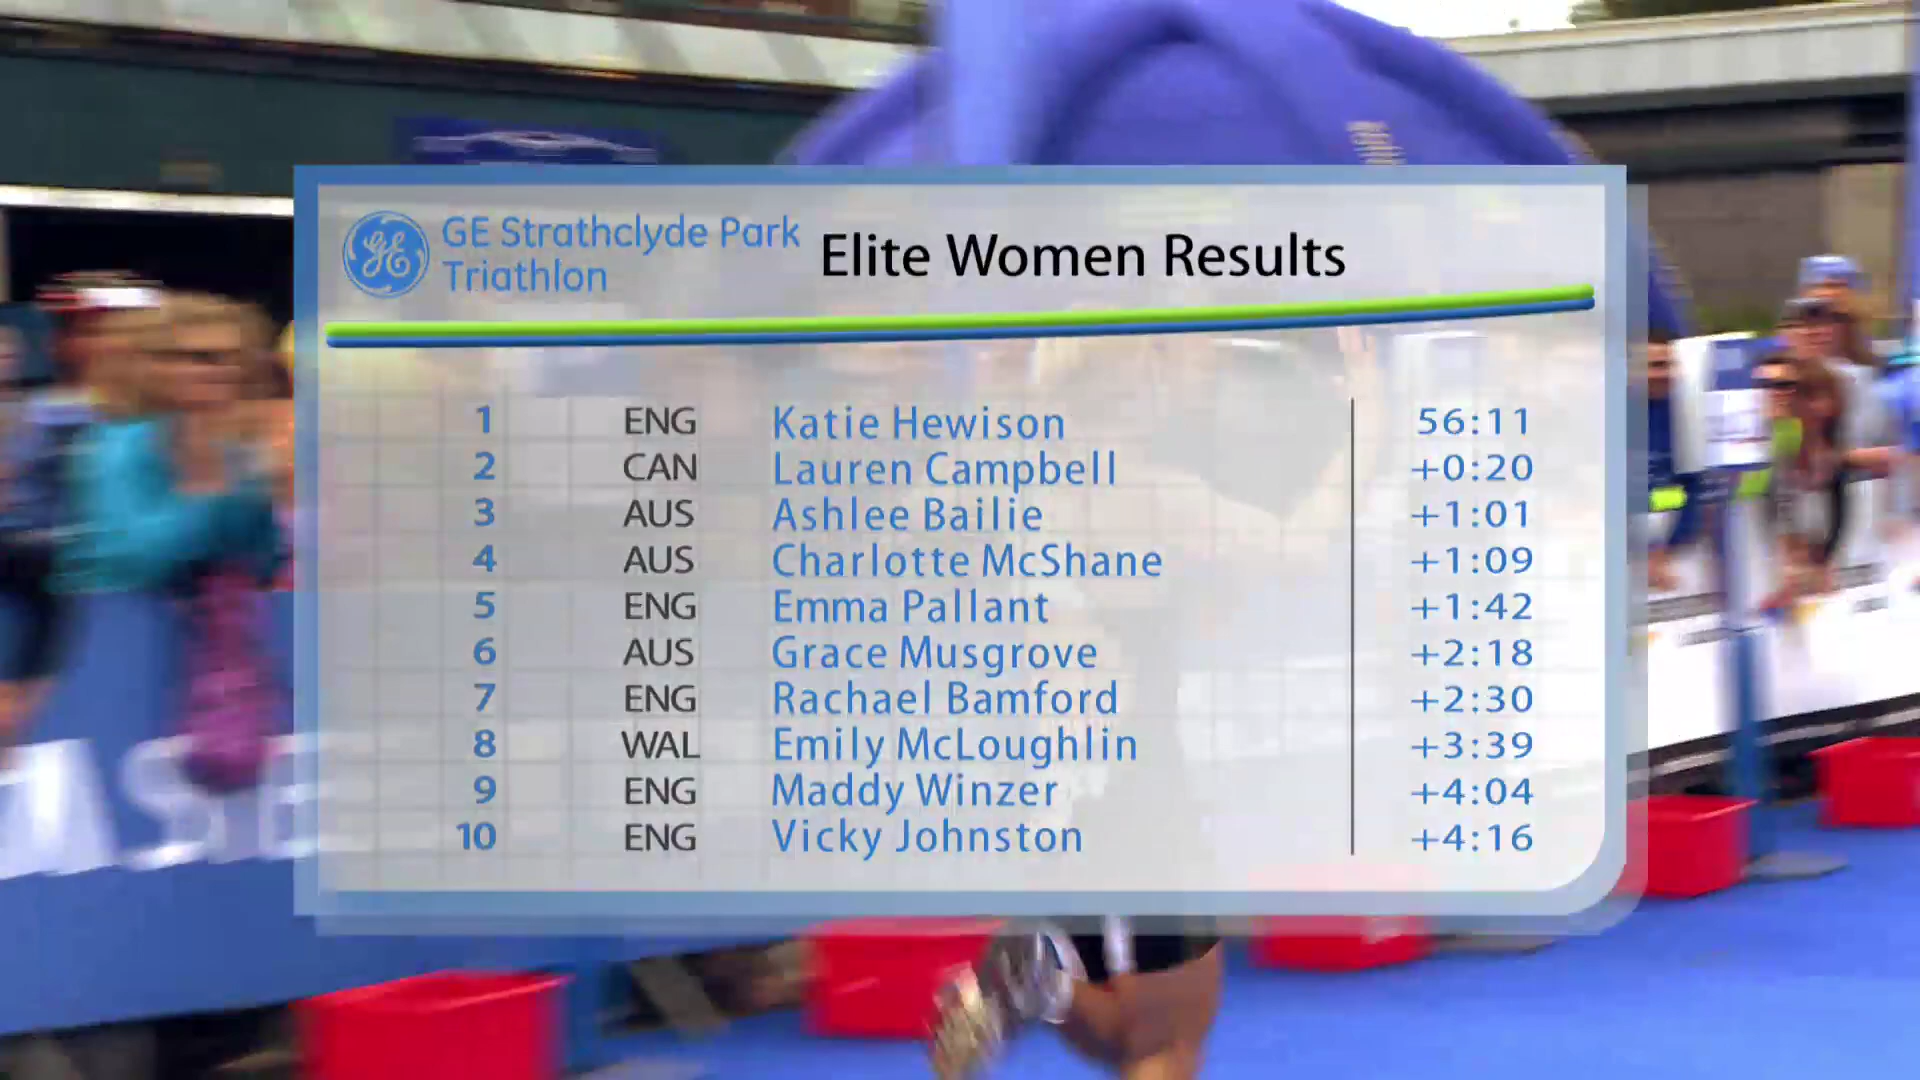 GE Strathclyde Park
Triathlon
Elite Women Results
1 ENG Katie Hewison 56:11
2 CAN Lauren Campbell +0:20
3 AUS Ashlee Bailie +1:01
4 AUS Charlotte McShane +1:09
5 ENG Emma Pallant +1:42
6 AUS Grace Musgrove +2:18
7 ENG Rachael Bamford +2:30
8 WAL Emily McLoughlin +3:39
9 ENG Maddy Winzer +4:04
10 ENG Vicky Johnston +4:16